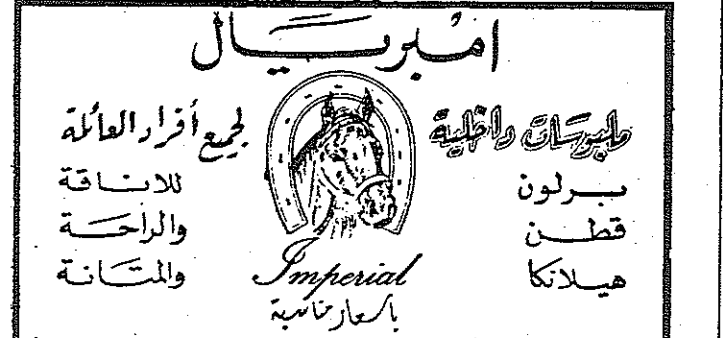 امبريال
ملبوسات داخلية
لجميع أفراد العائلة
برلون
للاناقة
قطن
والراحة
هيلانكا
والمتانة
Imperial
باسعار مناسبة